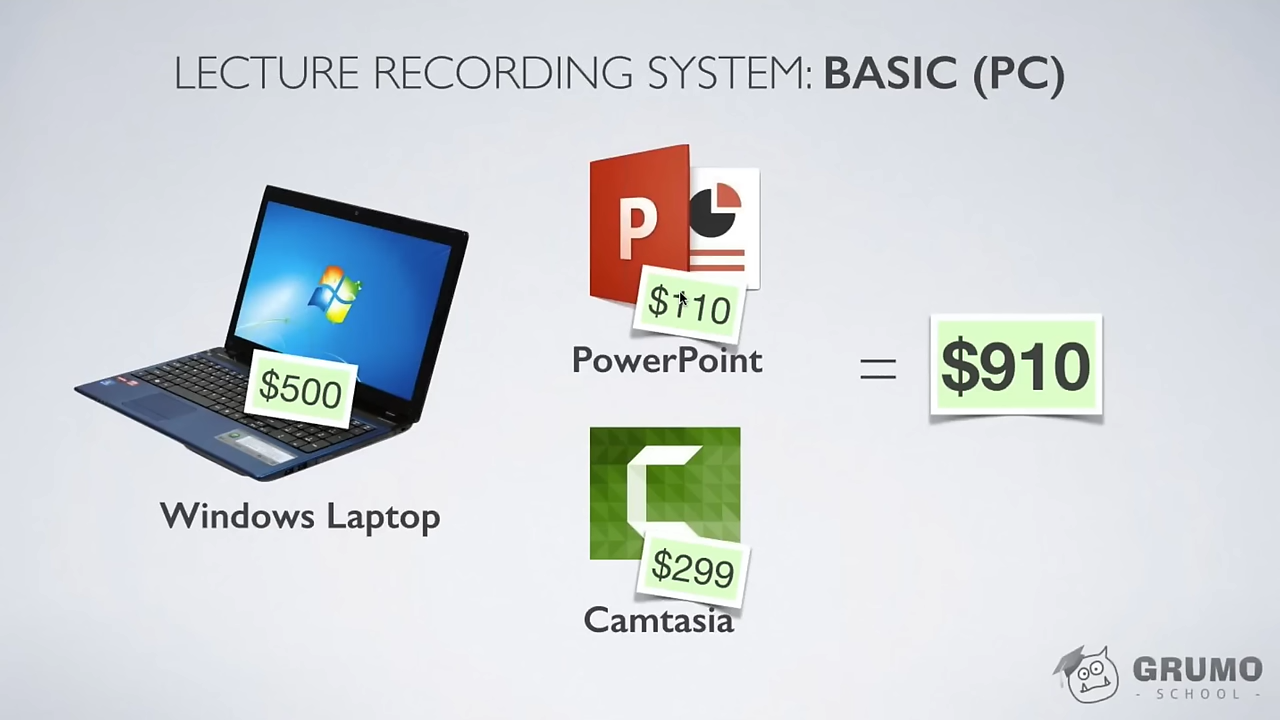 LECTURE RECORDING SYSTEM: BASIC (PC)
P
$110
PowerPoint
$500
Windows Laptop
= $910
C
$299
Camtasia
GRUMO
- SCHOOL -